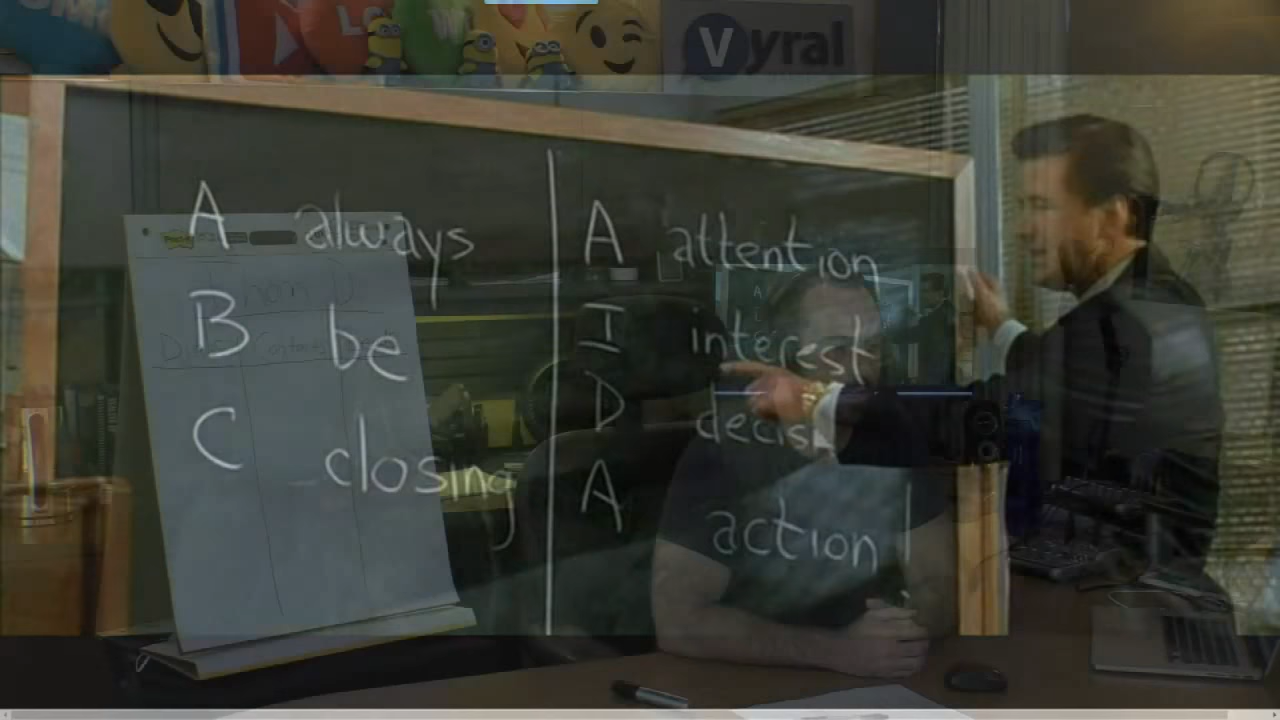 Vyral
A always
B be
C closing
A attention
I interest
D decis
A action